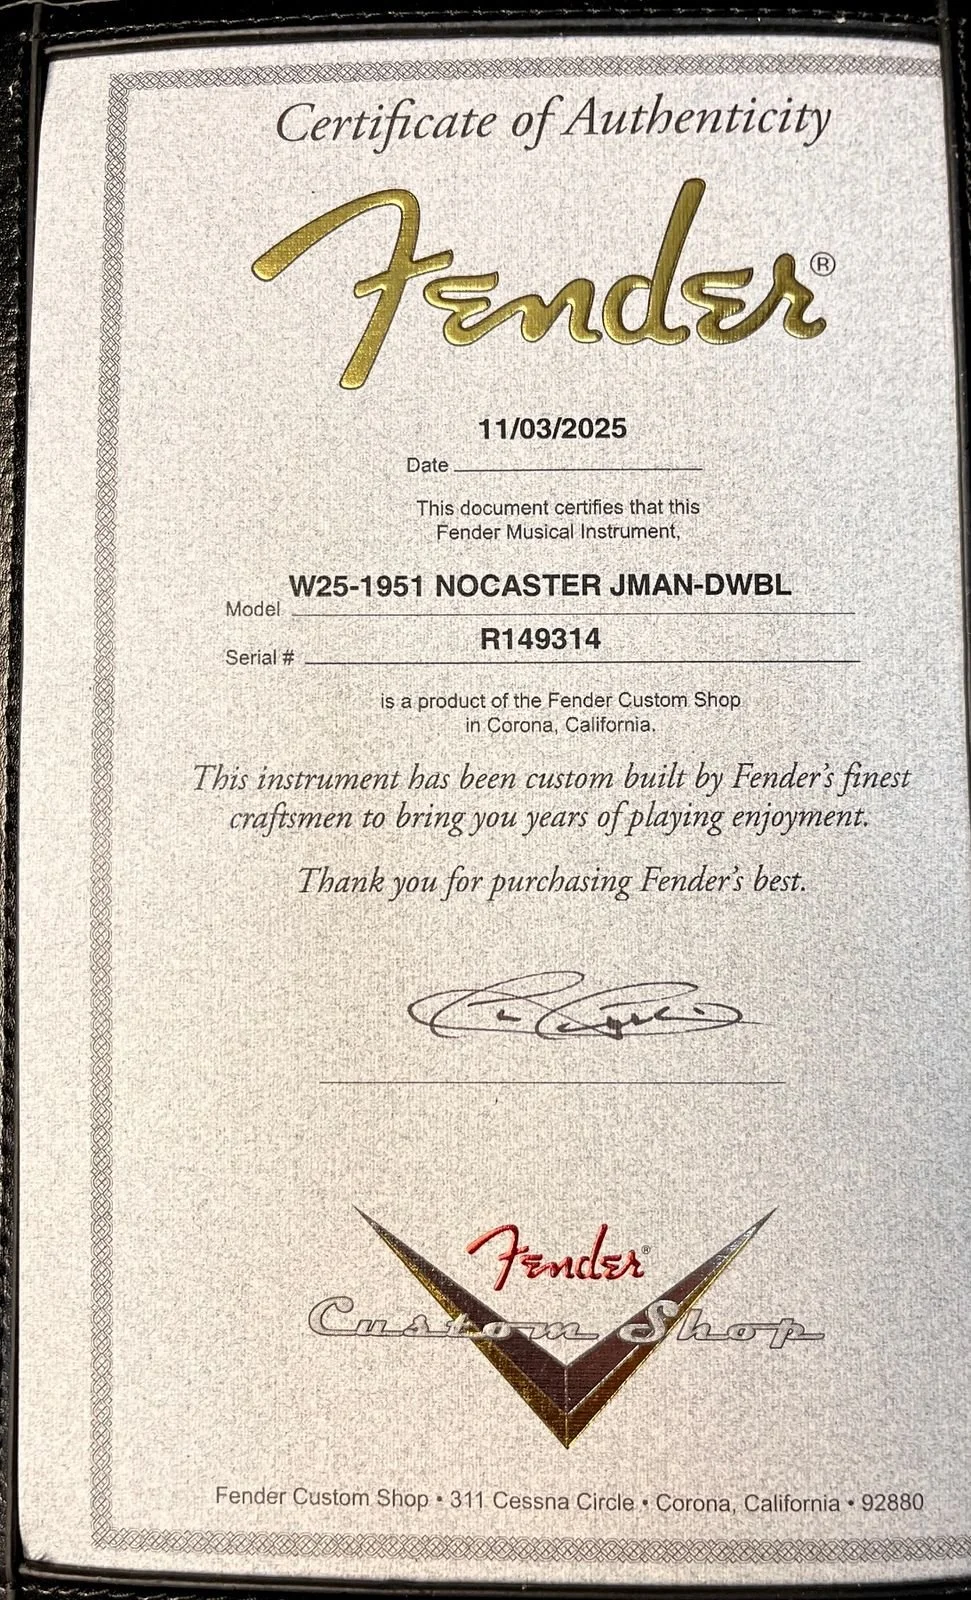 Certificate of Authenticity
Fender®
11/03/2025
Date
This document certifies that this
Fender Musical Instrument,
W25-1951 NOCASTER JMAN-DWBL
Model
R149314
Serial #
is a product of the Fender Custom Shop
in Corona, California.
This instrument has been custom built by Fender's finest
craftsmen to bring you years of playing enjoyment.
Thank you for purchasing Fender's best.
Fender®
Custom Shop
Fender Custom Shop • 311 Cessna Circle • Corona, California • 92880